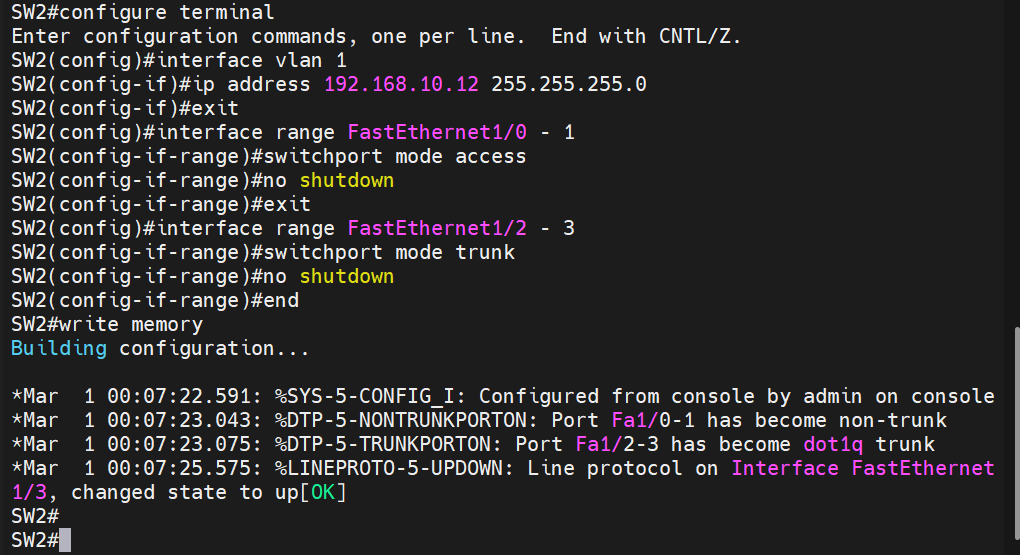 SW2#configure terminal
Enter configuration commands, one per line.  End with CNTL/Z.
SW2(config)#interface vlan 1
SW2(config-if)#ip address 192.168.10.12 255.255.255.0
SW2(config-if)#exit
SW2(config)#interface range FastEthernet1/0 - 1
SW2(config-if-range)#switchport mode access
SW2(config-if-range)#no shutdown
SW2(config-if-range)#exit
SW2(config)#interface range FastEthernet1/2 - 3
SW2(config-if-range)#switchport mode trunk
SW2(config-if-range)#no shutdown
SW2(config-if-range)#end
SW2#write memory
Building configuration...

*Mar  1 00:07:22.591: %SYS-5-CONFIG_I: Configured from console by admin on console
*Mar  1 00:07:23.043: %DTP-5-NONTRUNKPORTON: Port Fa1/0-1 has become non-trunk
*Mar  1 00:07:23.075: %DTP-5-TRUNKPORTON: Port Fa1/2-3 has become dot1q trunk
*Mar  1 00:07:25.575: %LINEPROTO-5-UPDOWN: Line protocol on Interface FastEthernet
1/3, changed state to up[OK]
SW2#
SW2#